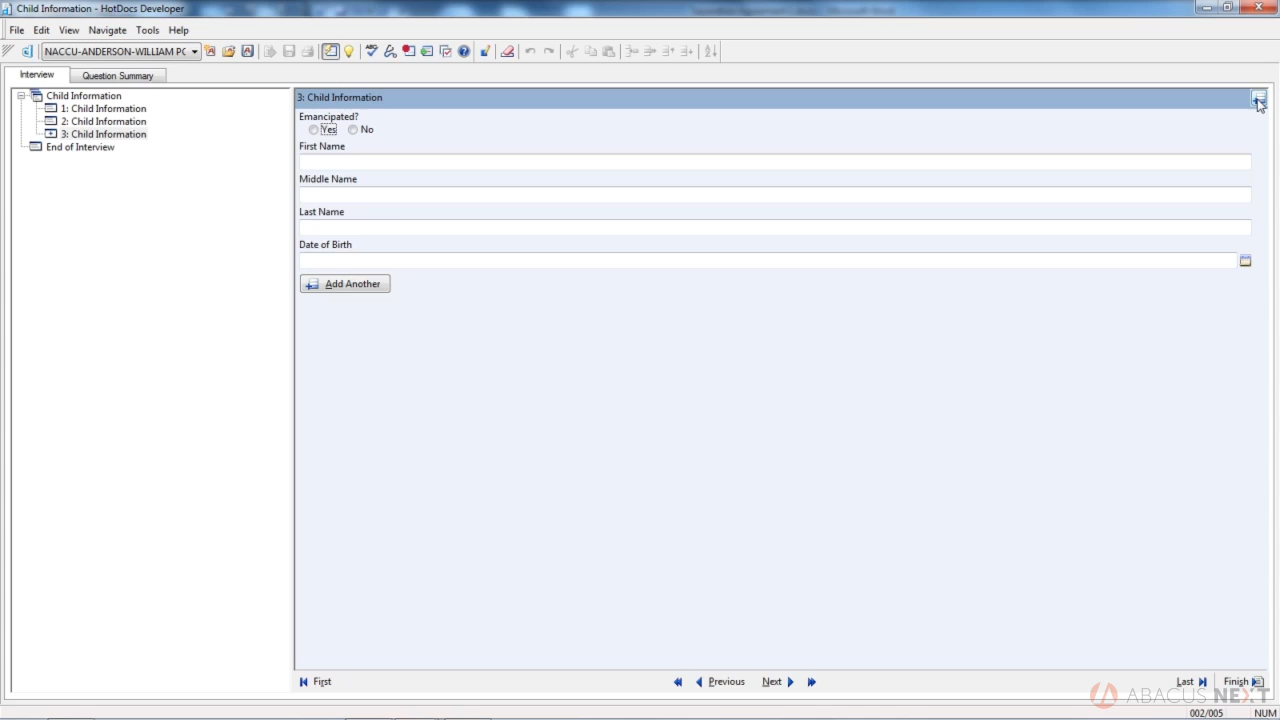 Child Information - HotDocs Developer
File Edit View Navigate Tools Help
NACCU-ANDERSON-WILLIAM PC
Interview Question Summary
Child Information
1: Child Information
2: Child Information
3: Child Information
End of Interview
3: Child Information
Emancipated?
Yes No
First Name
Middle Name
Last Name
Date of Birth
Add Another
First Previous Next Last Finish
ABACUS NEXT
002/005 NUM